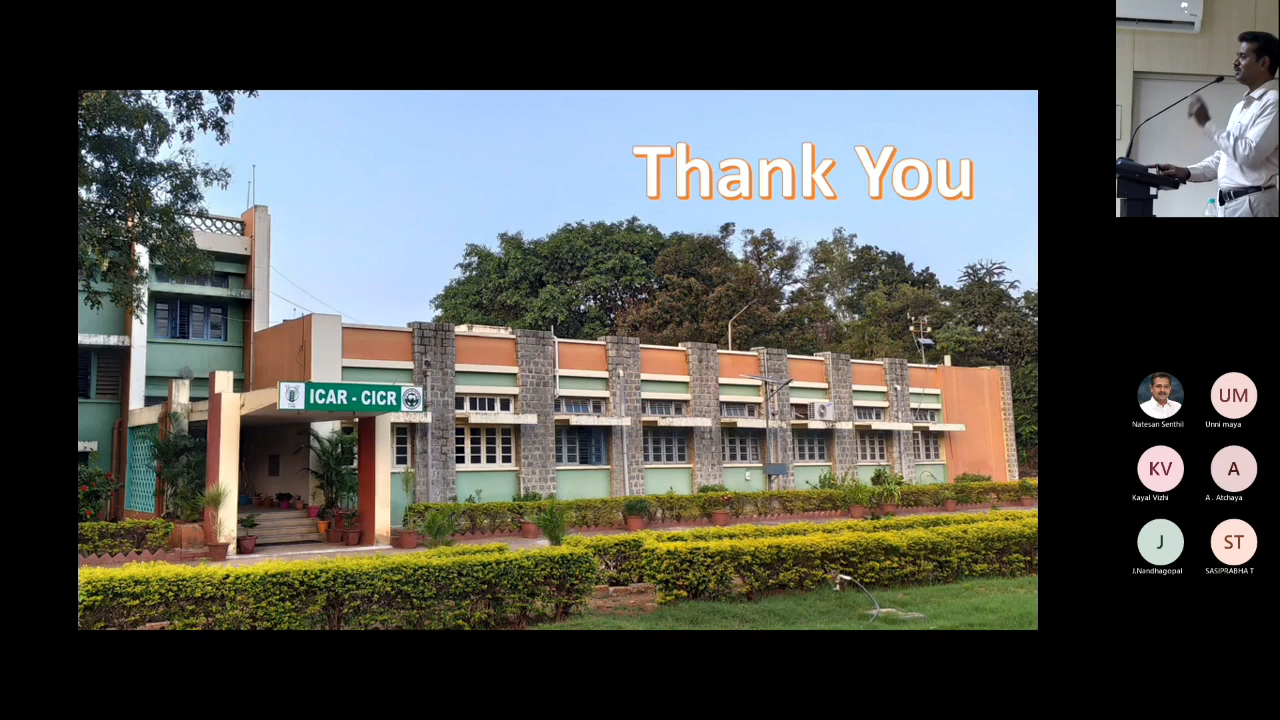 Thank You
ICAR - CICR
Natesan Senthil
UM
Unni maya
KV
Kayal Vizhi
A
A . Atchaya
J
J.Nandhagopal
ST
SASIPRABHA T